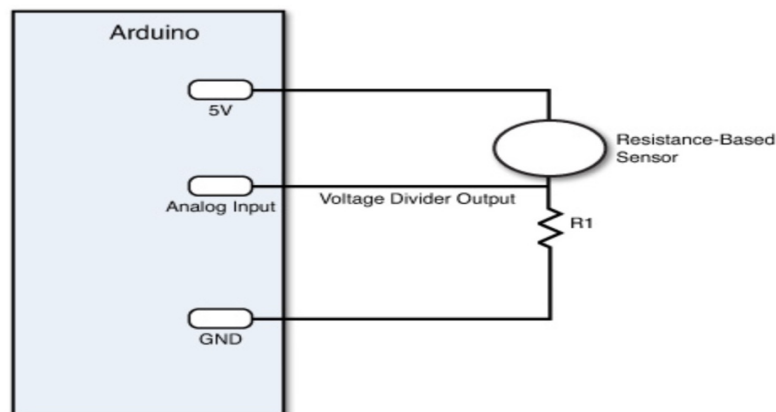 Arduino
5V
Resistance-Based
Sensor
Analog Input
Voltage Divider Output
R1
GND